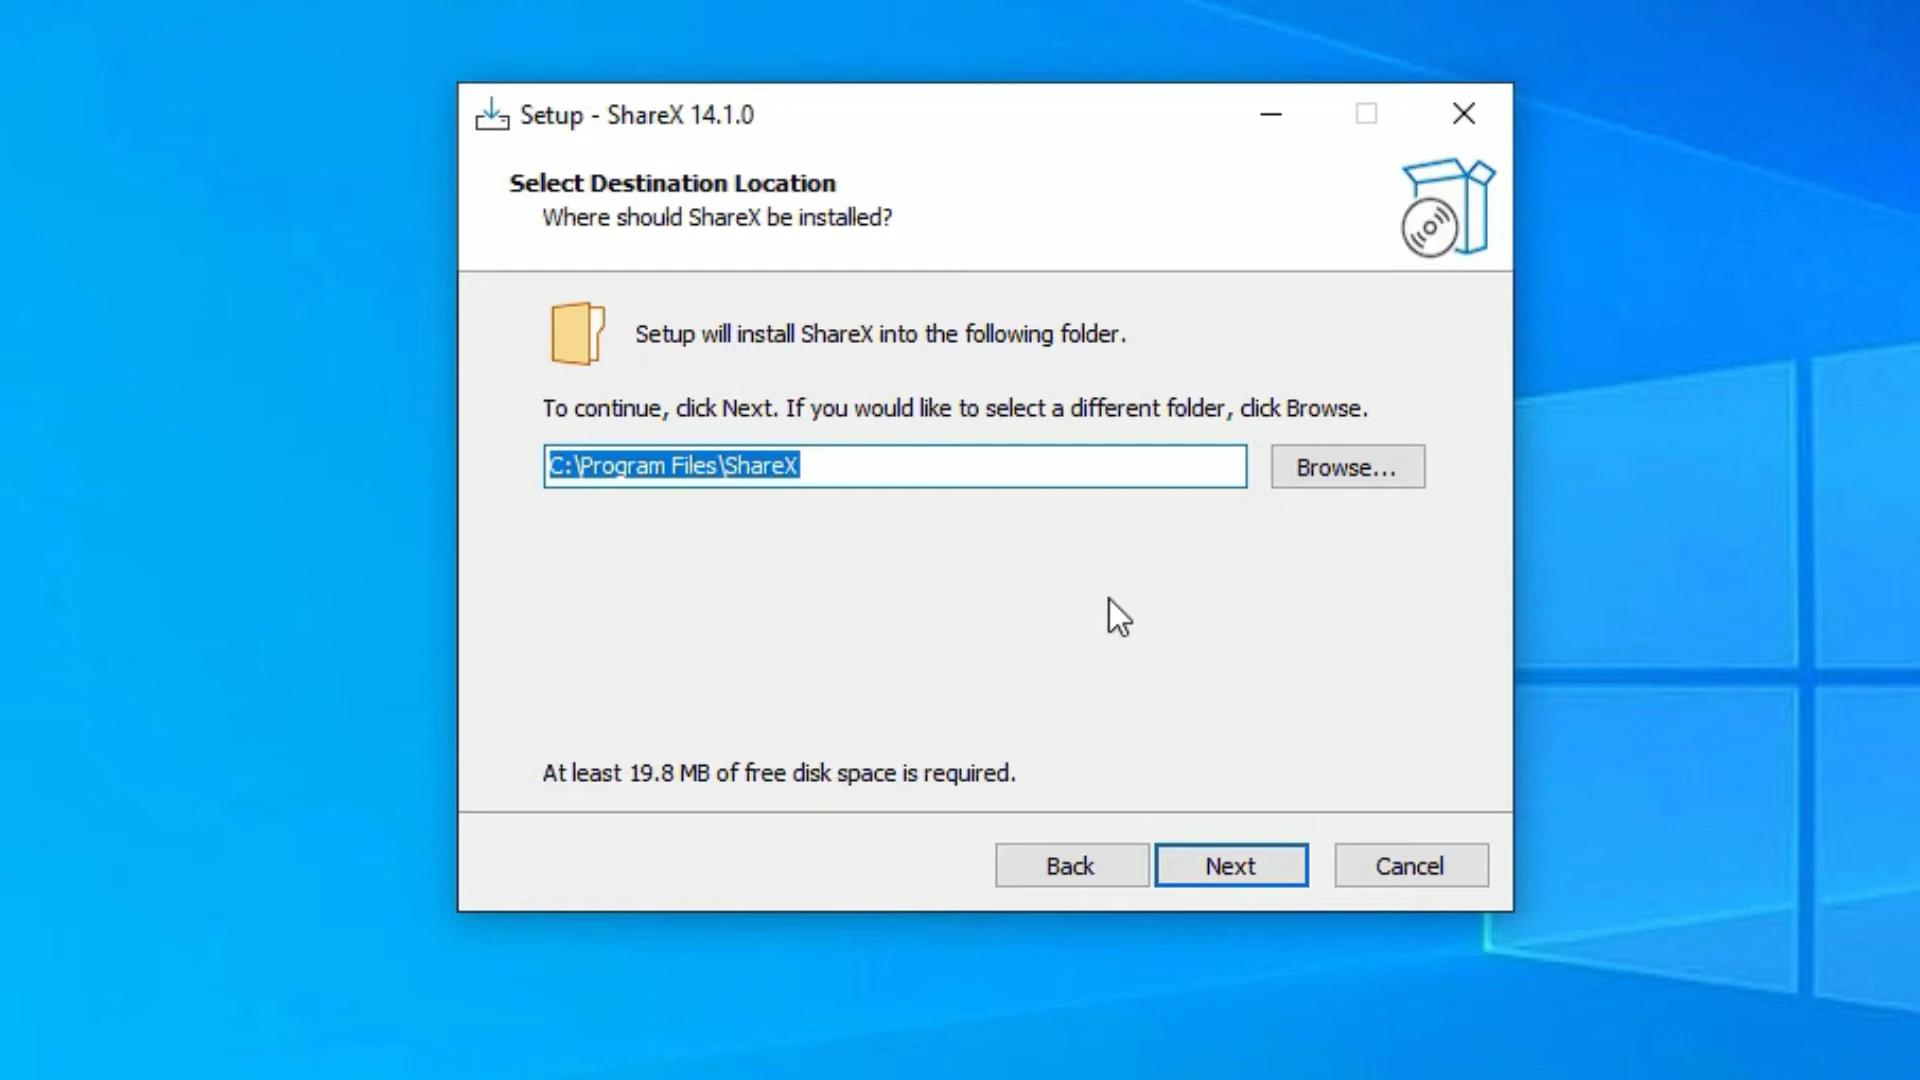 Setup - ShareX 14.1.0
Select Destination Location
Where should ShareX be installed?
Setup will install ShareX into the following folder.
To continue, click Next. If you would like to select a different folder, click Browse.
C:\Program Files\ShareX
Browse...
At least 19.8 MB of free disk space is required.
Back
Next
Cancel